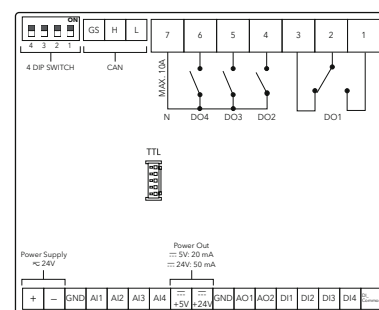 ON
4 3 2 1
4 DIP SWITCH
GS H L
CAN
7 6 5 4 3 2 1
MAX. 10A
N DO4 DO3 DO2 DO1
TTL
Power Supply
24V
Power Out
5V: 20 mA
24V: 50 mA
+ – GND AI1 AI2 AI3 AI4 +5V +24V GND AO1 AO2 DI1 DI2 DI3 DI4